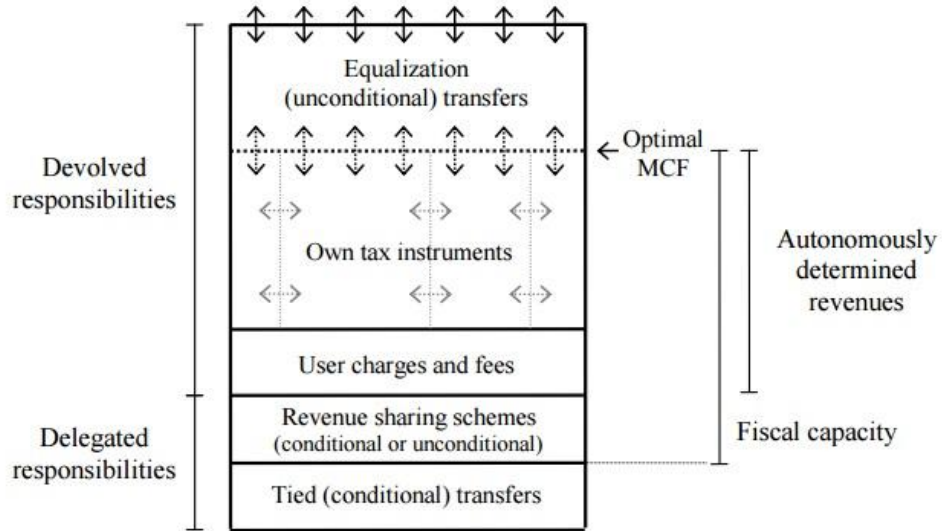 Equalization
(unconditional) transfers
Optimal
MCF
Devolved
responsibilities
Own tax instruments
Autonomously
determined
revenues
User charges and fees
Revenue sharing schemes
(conditional or unconditional)
Fiscal capacity
Delegated
responsibilities
Tied (conditional) transfers